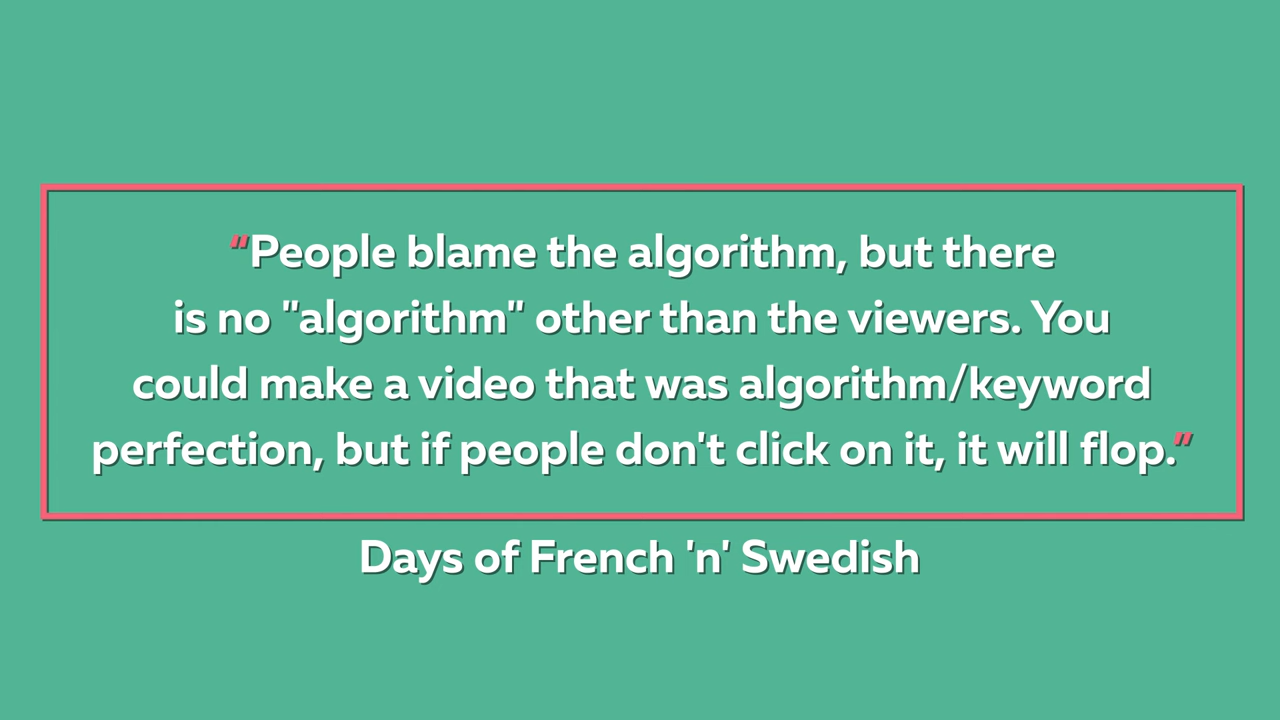 "People blame the algorithm, but there
is no "algorithm" other than the viewers. You
could make a video that was algorithm/keyword
perfection, but if people don't click on it, it will flop."
Days of French 'n' Swedish